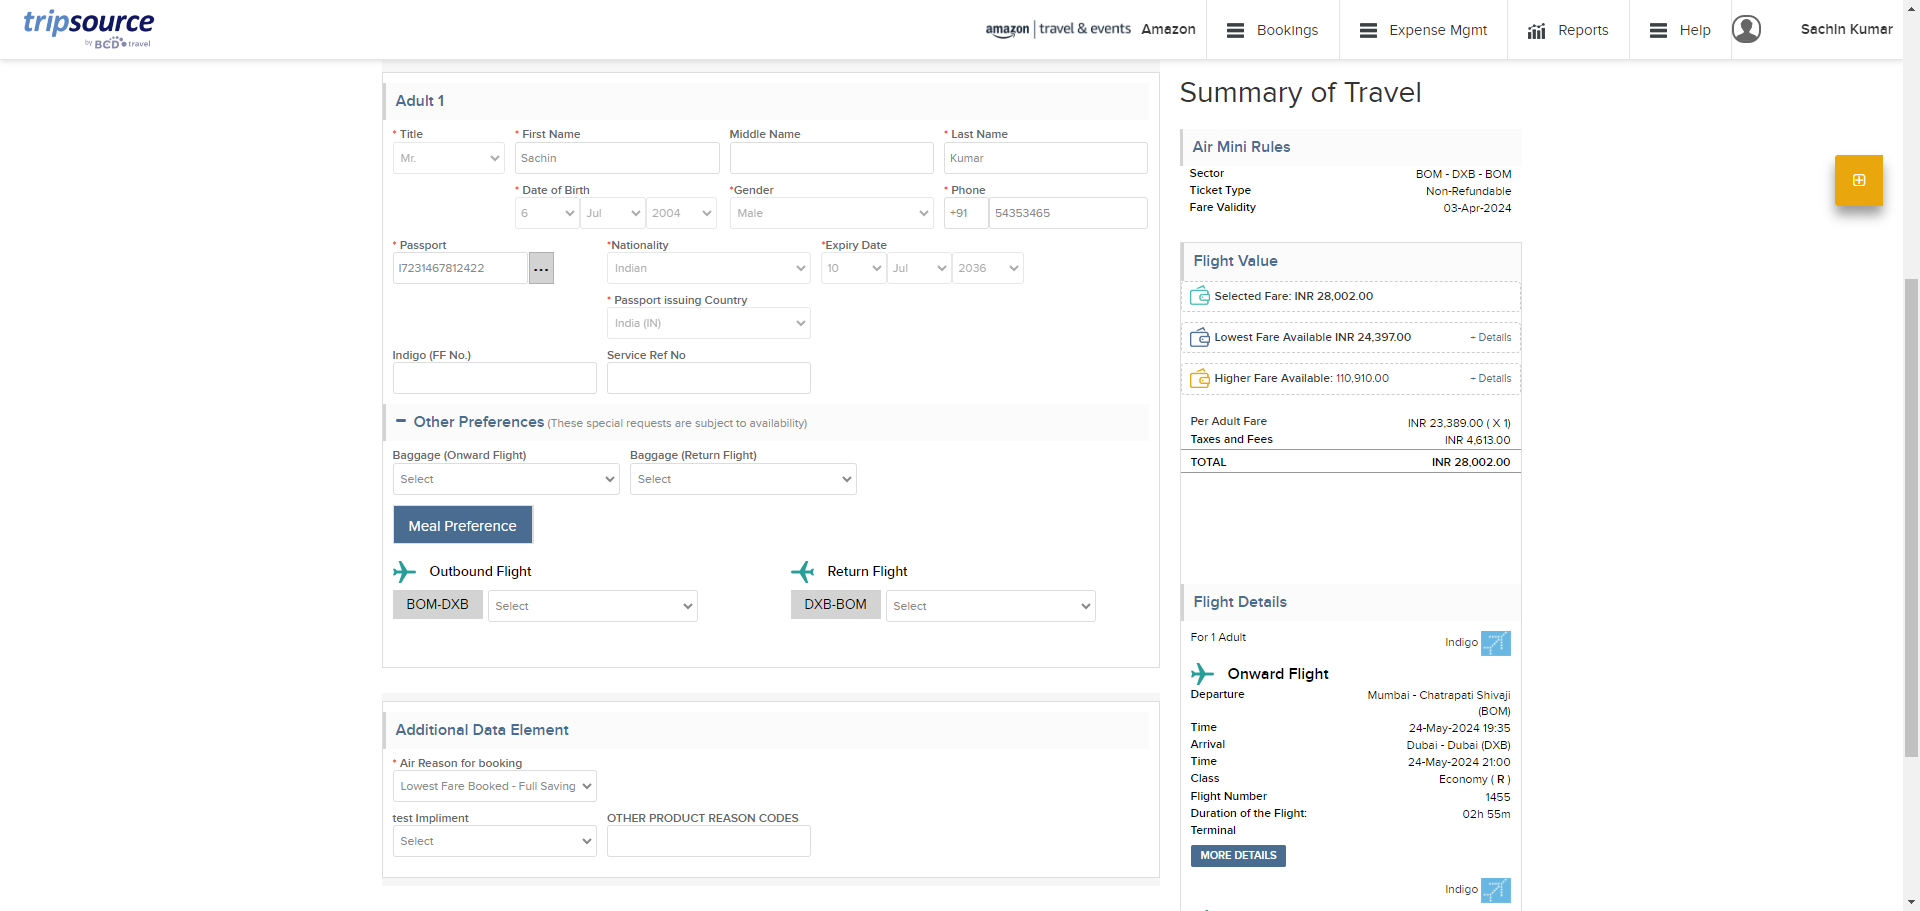 tripsource
by BCD travel
amazon | travel & events Amazon
Bookings
Expense Mgmt
Reports
Help
Sachin Kumar
Adult 1
* Title
* First Name
Middle Name
* Last Name
Mr.
Sachin
Kumar
* Date of Birth
*Gender
* Phone
6
Jul
2004
Male
+91
54353465
* Passport
*Nationality
*Expiry Date
I7231467812422
...
Indian
10
Jul
2036
* Passport issuing Country
India (IN)
Indigo (FF No.)
Service Ref No
Other Preferences (These special requests are subject to availability)
Baggage (Onward Flight)
Baggage (Return Flight)
Select
Select
Meal Preference
Outbound Flight
Return Flight
BOM-DXB
Select
DXB-BOM
Select
Additional Data Element
* Air Reason for booking
Lowest Fare Booked - Full Saving
test Impliment
OTHER PRODUCT REASON CODES
Select
Summary of Travel
Air Mini Rules
Sector BOM - DXB - BOM
Ticket Type Non-Refundable
Fare Validity 03-Apr-2024
Flight Value
Selected Fare: INR 28,002.00
Lowest Fare Available INR 24,397.00 + Details
Higher Fare Available: 110,910.00 + Details
Per Adult Fare INR 23,389.00 ( X 1)
Taxes and Fees INR 4,613.00
TOTAL INR 28,002.00
Flight Details
For 1 Adult Indigo
Onward Flight
Departure Mumbai - Chatrapati Shivaji
(BOM)
Time 24-May-2024 19:35
Arrival Dubai - Dubai (DXB)
Time 24-May-2024 21:00
Class Economy ( R )
Flight Number 1455
Duration of the Flight: 02h 55m
Terminal
MORE DETAILS
Indigo